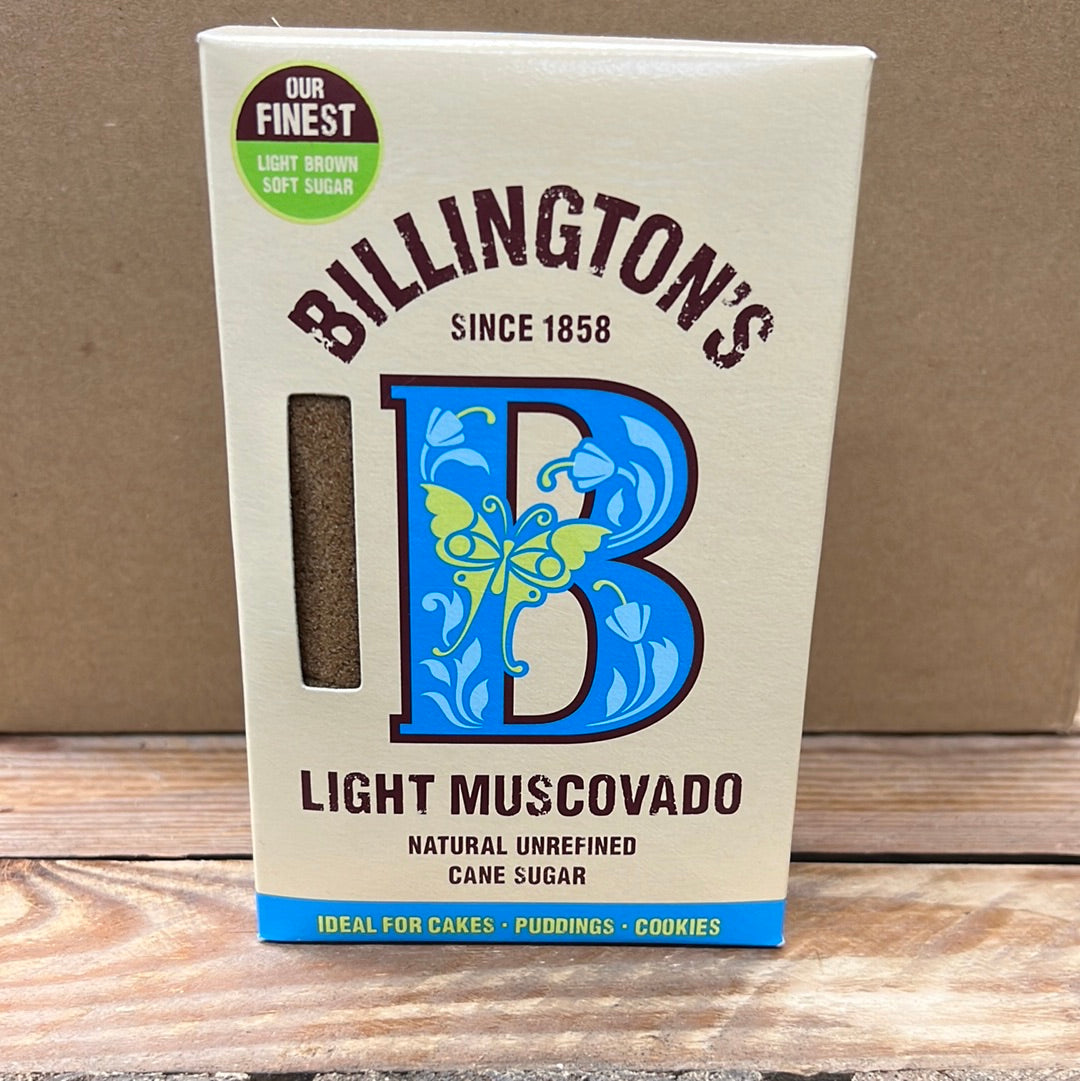 OUR
FINEST
LIGHT BROWN
SOFT SUGAR
BILLINGTON'S
SINCE 1858
B
LIGHT MUSCOVADO
NATURAL UNREFINED
CANE SUGAR
IDEAL FOR CAKES · PUDDINGS · COOKIES